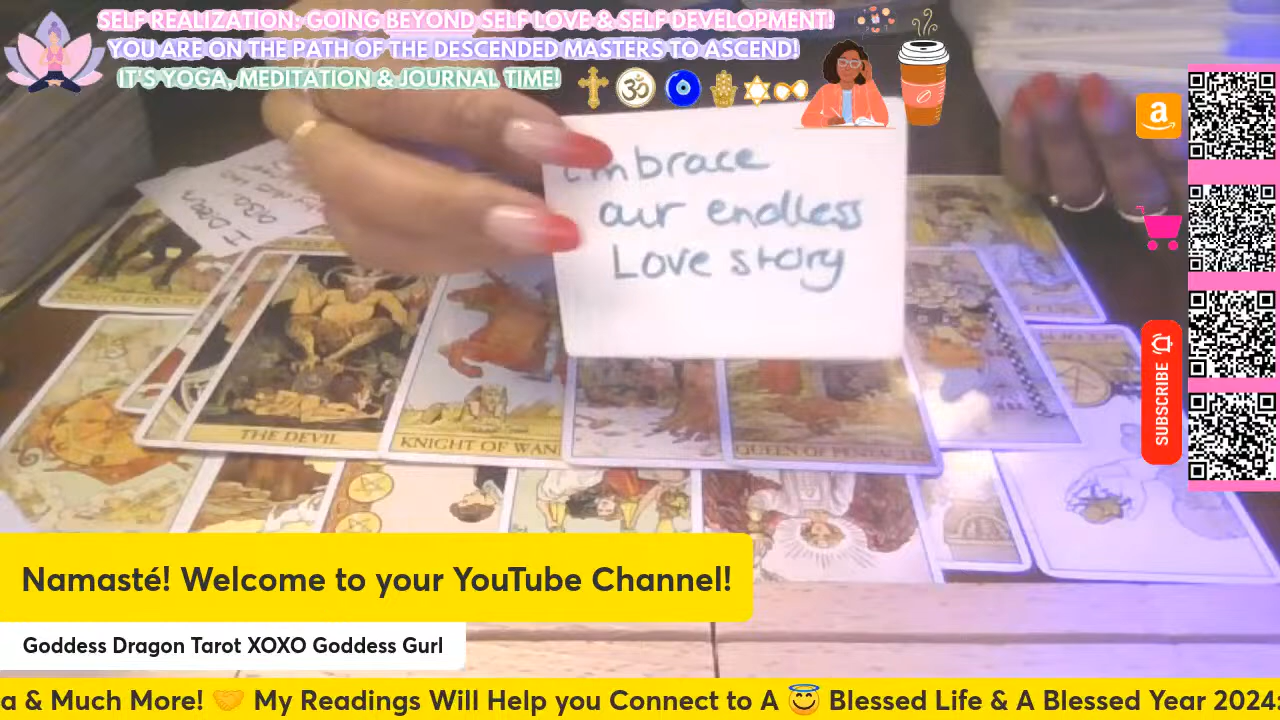 SELF REALIZATION: GOING BEYOND SELF LOVE & SELF DEVELOPMENT!
YOU ARE ON THE PATH OF THE DESCENDED MASTERS TO ASCEND!
IT'S YOGA, MEDITATION & JOURNAL TIME!
Embrace
our endless
Love story
a
SUBSCRIBE
THE DEVIL
KNIGHT OF WAN
QUEEN OF PENTACLES
Namasté! Welcome to your YouTube Channel!
Goddess Dragon Tarot XOXO Goddess Gurl
a & Much More! 🤝 My Readings Will Help you Connect to A 😇 Blessed Life & A Blessed Year 2024: